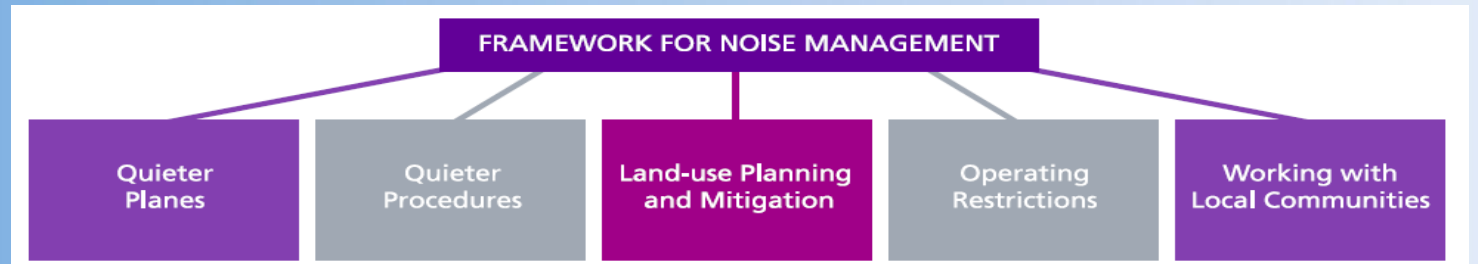 FRAMEWORK FOR NOISE MANAGEMENT
Quieter
Planes
Quieter
Procedures
Land-use Planning
and Mitigation
Operating
Restrictions
Working with
Local Communities